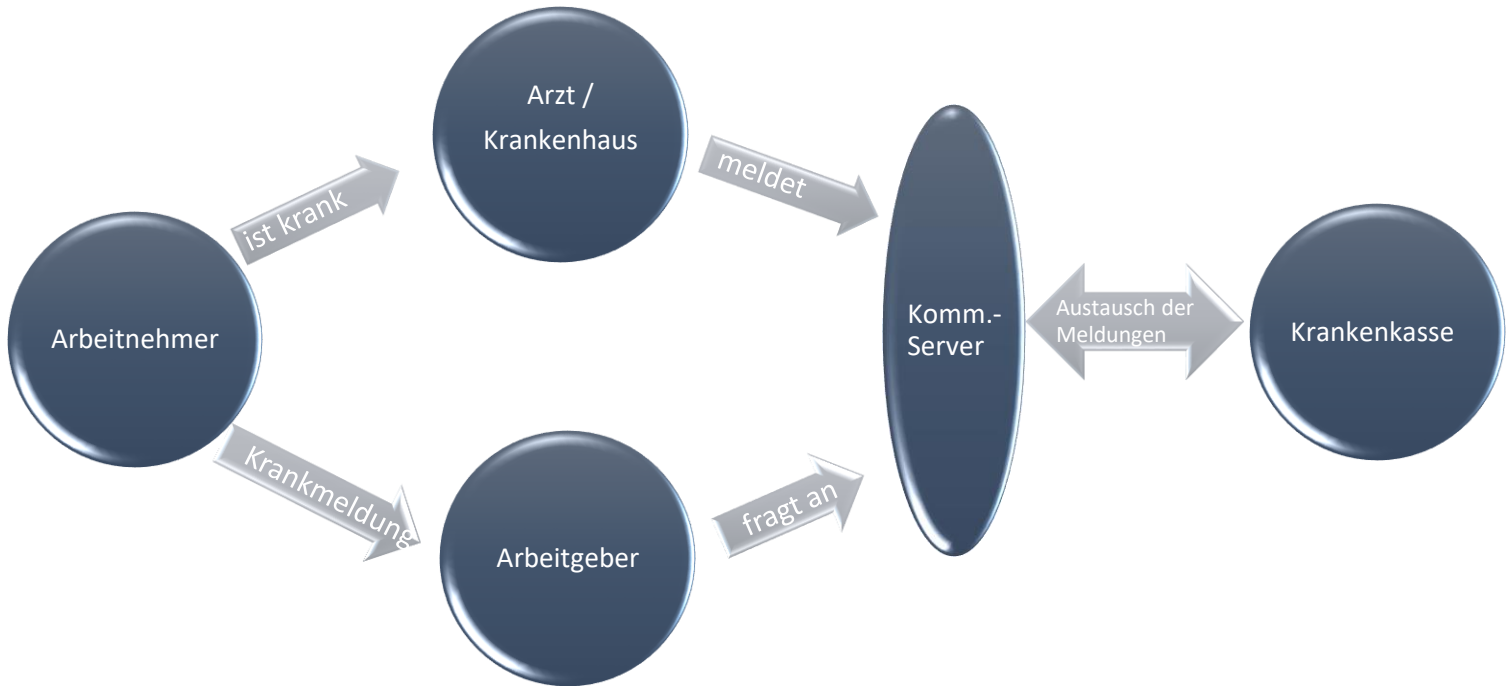 Arzt /
Krankenhaus
ist krank
meldet
Arbeitnehmer
Komm.-
Server
Austausch der
Meldungen
Krankenkasse
Krankmeldung
fragt an
Arbeitgeber